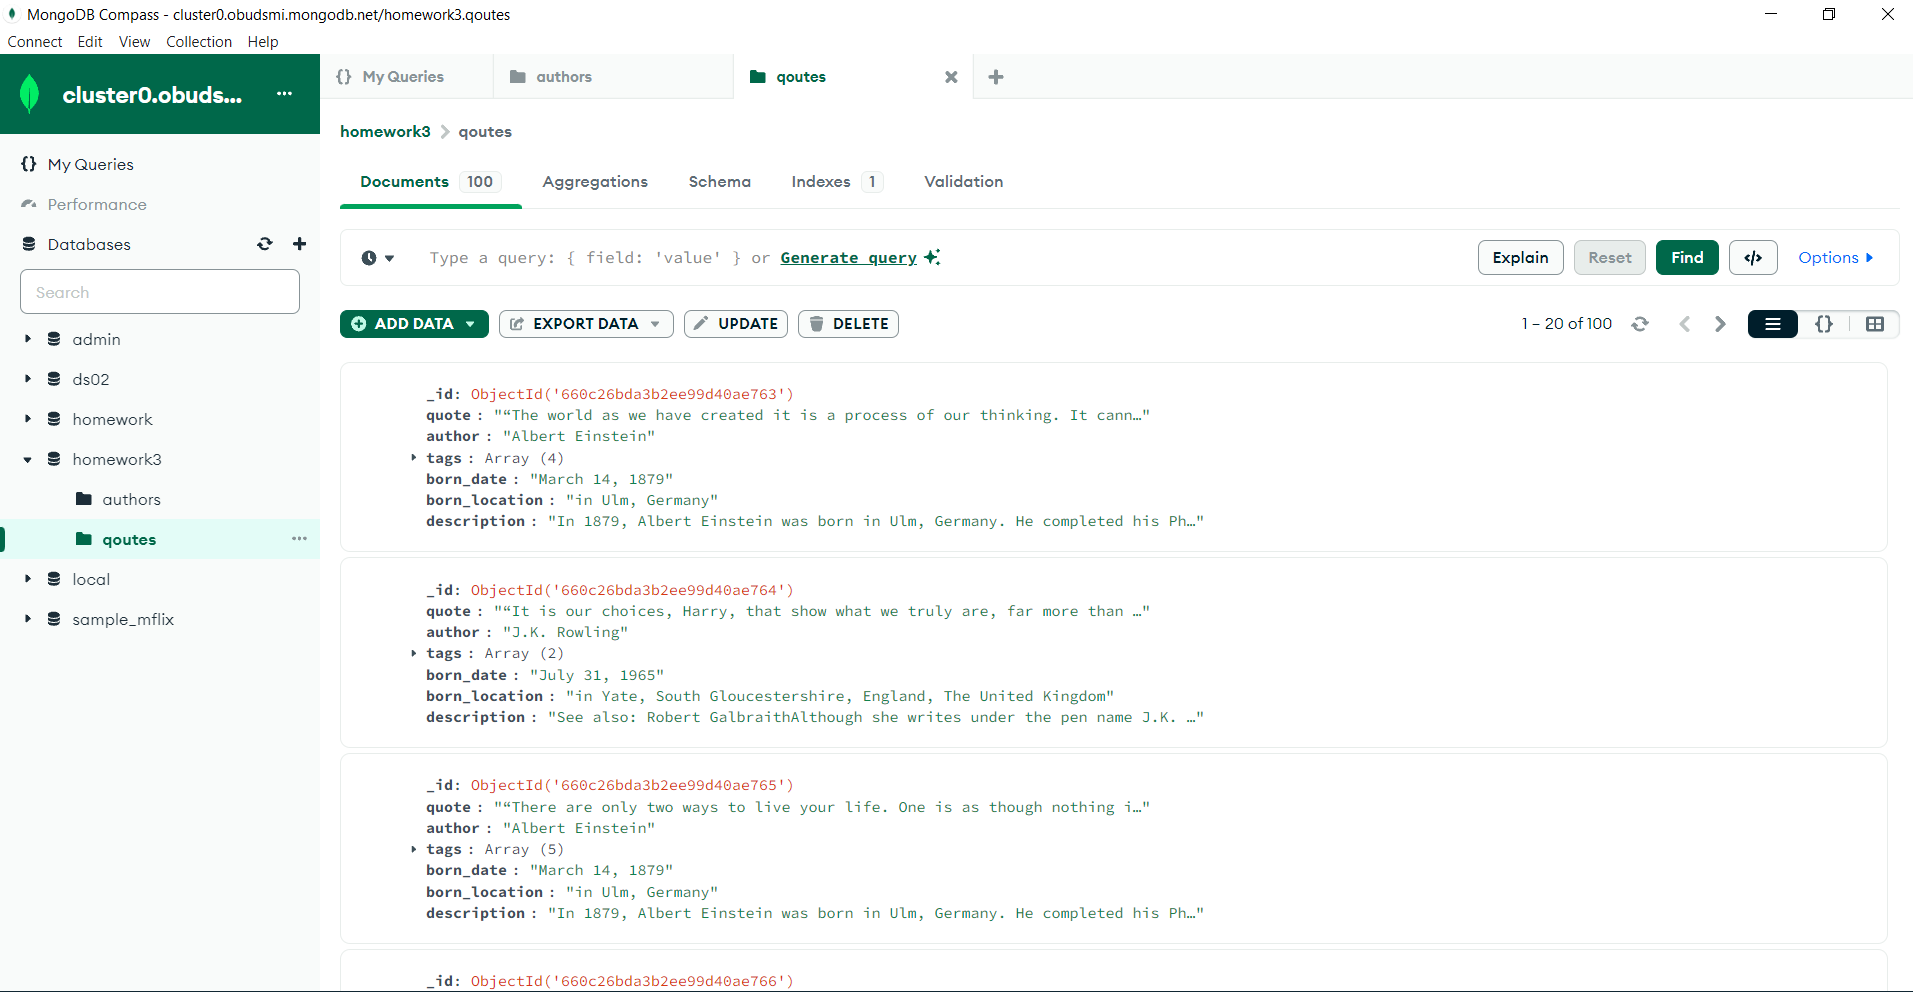 MongoDB Compass - cluster0.obudsmi.mongodb.net/homework3.qoutes
Connect Edit View Collection Help
cluster0.obuds...
My Queries
Performance
Databases
Search
admin
ds02
homework
homework3
authors
qoutes
local
sample_mflix
{} My Queries
authors
qoutes
homework3 > qoutes
Documents 100 Aggregations Schema Indexes 1 Validation
Type a query: { field: 'value' } or Generate query
Explain Reset Find </> Options
ADD DATA EXPORT DATA UPDATE DELETE
1 – 20 of 100
_id: ObjectId('660c26bda3b2ee99d40ae763')
quote : "“The world as we have created it is a process of our thinking. It cann…"
author : "Albert Einstein"
tags : Array (4)
born_date : "March 14, 1879"
born_location : "in Ulm, Germany"
description : "In 1879, Albert Einstein was born in Ulm, Germany. He completed his Ph…"
_id: ObjectId('660c26bda3b2ee99d40ae764')
quote : "“It is our choices, Harry, that show what we truly are, far more than …"
author : "J.K. Rowling"
tags : Array (2)
born_date : "July 31, 1965"
born_location : "in Yate, South Gloucestershire, England, The United Kingdom"
description : "See also: Robert GalbraithAlthough she writes under the pen name J.K. …"
_id: ObjectId('660c26bda3b2ee99d40ae765')
quote : "“There are only two ways to live your life. One is as though nothing i…"
author : "Albert Einstein"
tags : Array (5)
born_date : "March 14, 1879"
born_location : "in Ulm, Germany"
description : "In 1879, Albert Einstein was born in Ulm, Germany. He completed his Ph…"
_id: ObjectId('660c26bda3b2ee99d40ae766')